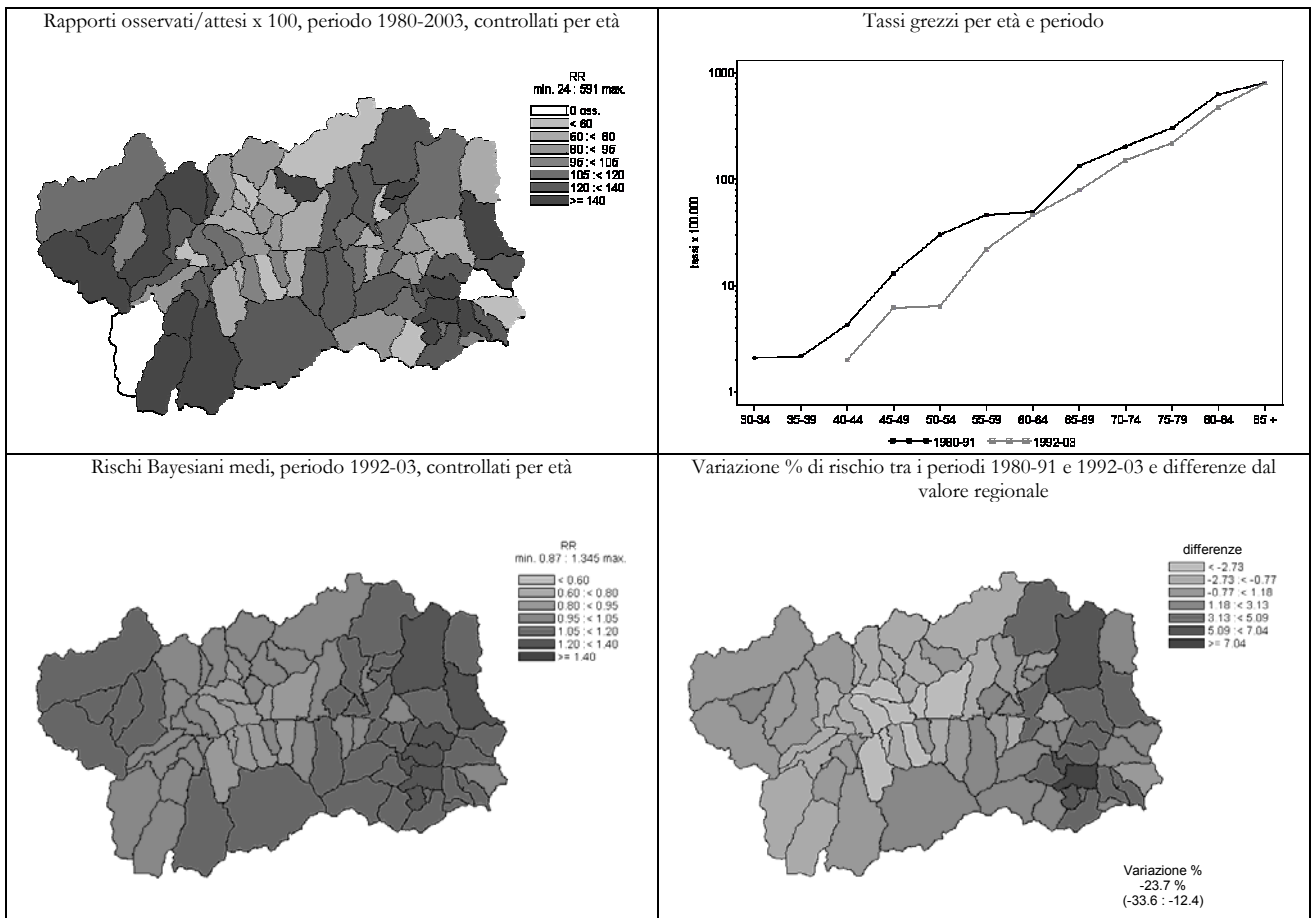 Rapporti osservati/attesi x 100, periodo 1980-2003, controllati per età
RR
min. 24 : 591 max.
0 oss.
< 60
60 :< 80
80 :< 95
95 :< 105
105 :< 120
120 :< 140
>= 140
Tassi grezzi per età e periodo
1000
100
10
1
tassi x 100.000
30-34 35-39 40-44 45-49 50-54 55-59 60-64 65-69 70-74 75-79 80-84 85 +
1980-91 1992-03
Rischi Bayesiani medi, periodo 1992-03, controllati per età
RR
min. 0.87 : 1.345 max.
< 0.60
0.60 :< 0.80
0.80 :< 0.95
0.95 :< 1.05
1.05 :< 1.20
1.20 :< 1.40
>= 1.40
Variazione % di rischio tra i periodi 1980-91 e 1992-03 e differenze dal
valore regionale
differenze
< -2.73
-2.73 :< -0.77
-0.77 :< 1.18
1.18 :< 3.13
3.13 :< 5.09
5.09 :< 7.04
>= 7.04
Variazione %
-23.7 %
(-33.6 : -12.4)